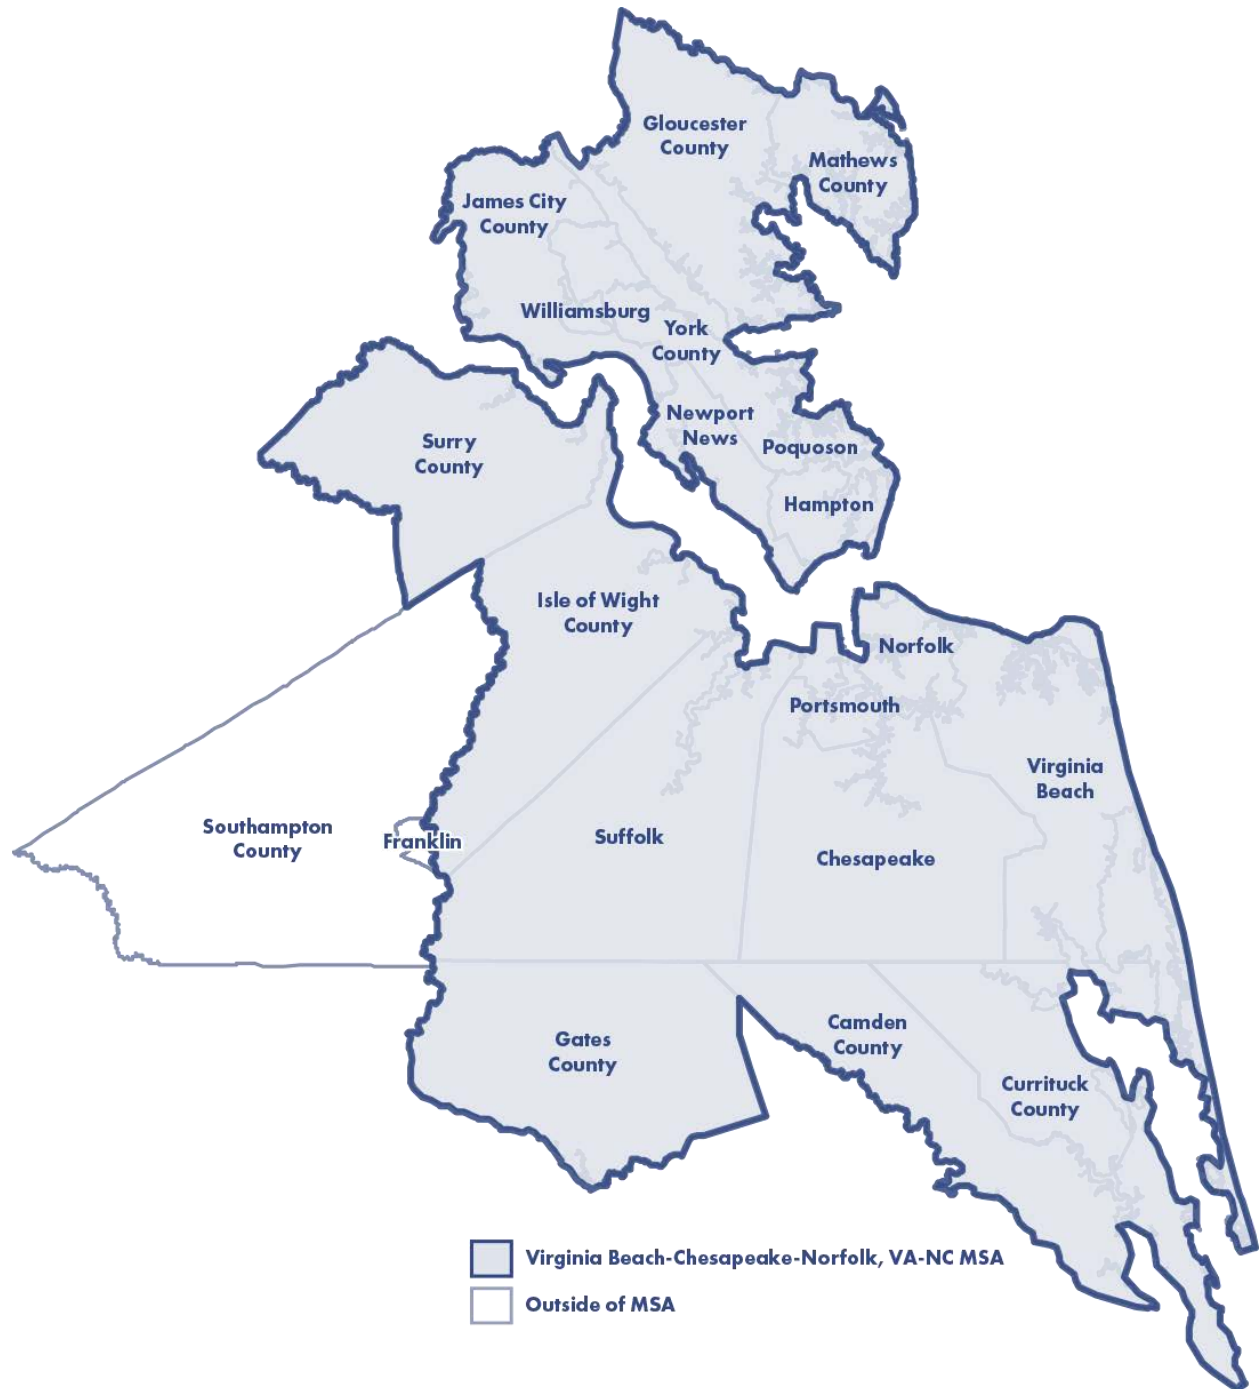 Gloucester
County
Mathews
County
James City
County
Williamsburg
York
County
Newport
News
Poquoson
Surry
County
Hampton
Isle of Wight
County
Norfolk
Portsmouth
Virginia
Beach
Southampton
County
Franklin
Suffolk
Chesapeake
Gates
County
Camden
County
Currituck
County
Virginia Beach-Chesapeake-Norfolk, VA-NC MSA
Outside of MSA